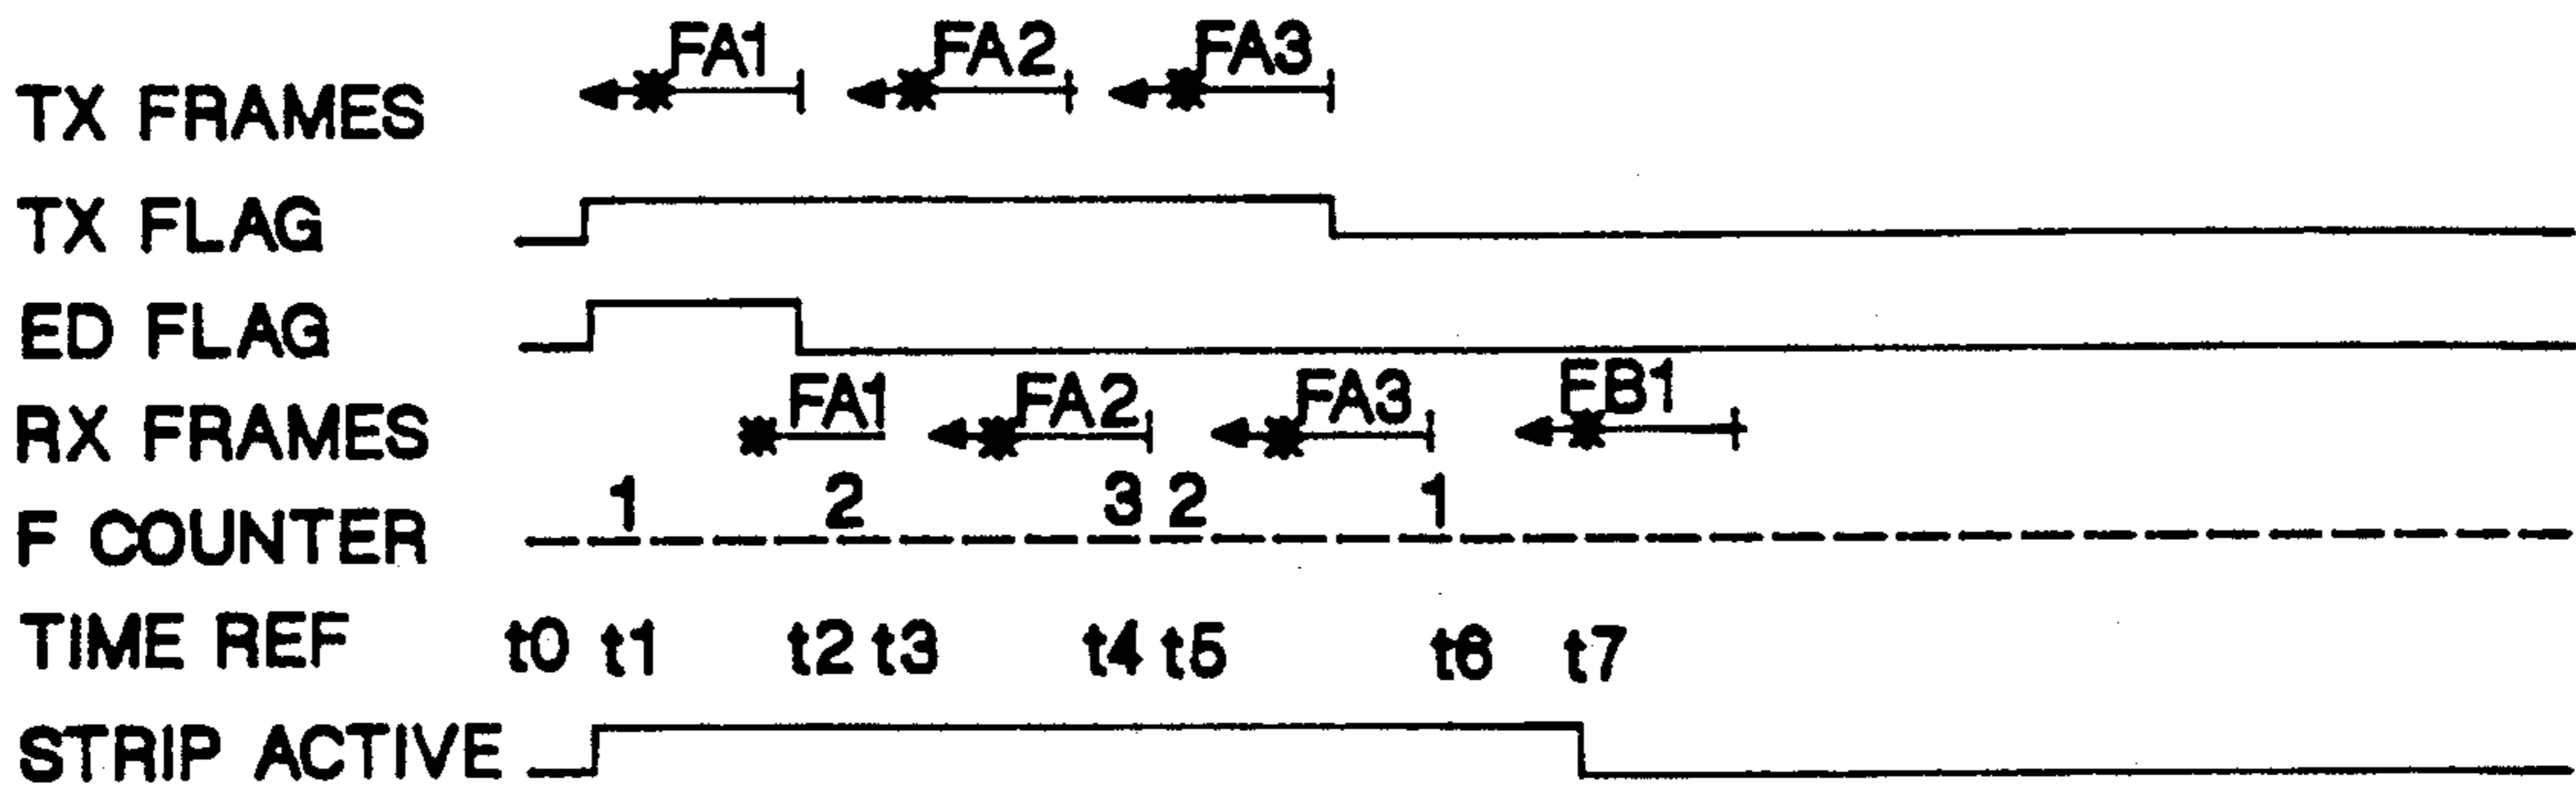 FA1 FA2 FA3
TX FRAMES
TX FLAG
ED FLAG
FA1 FA2 FA3 FB1
RX FRAMES
1 2 3 2 1
F COUNTER
TIME REF t0 t1 t2 t3 t4 t5 t6 t7
STRIP ACTIVE